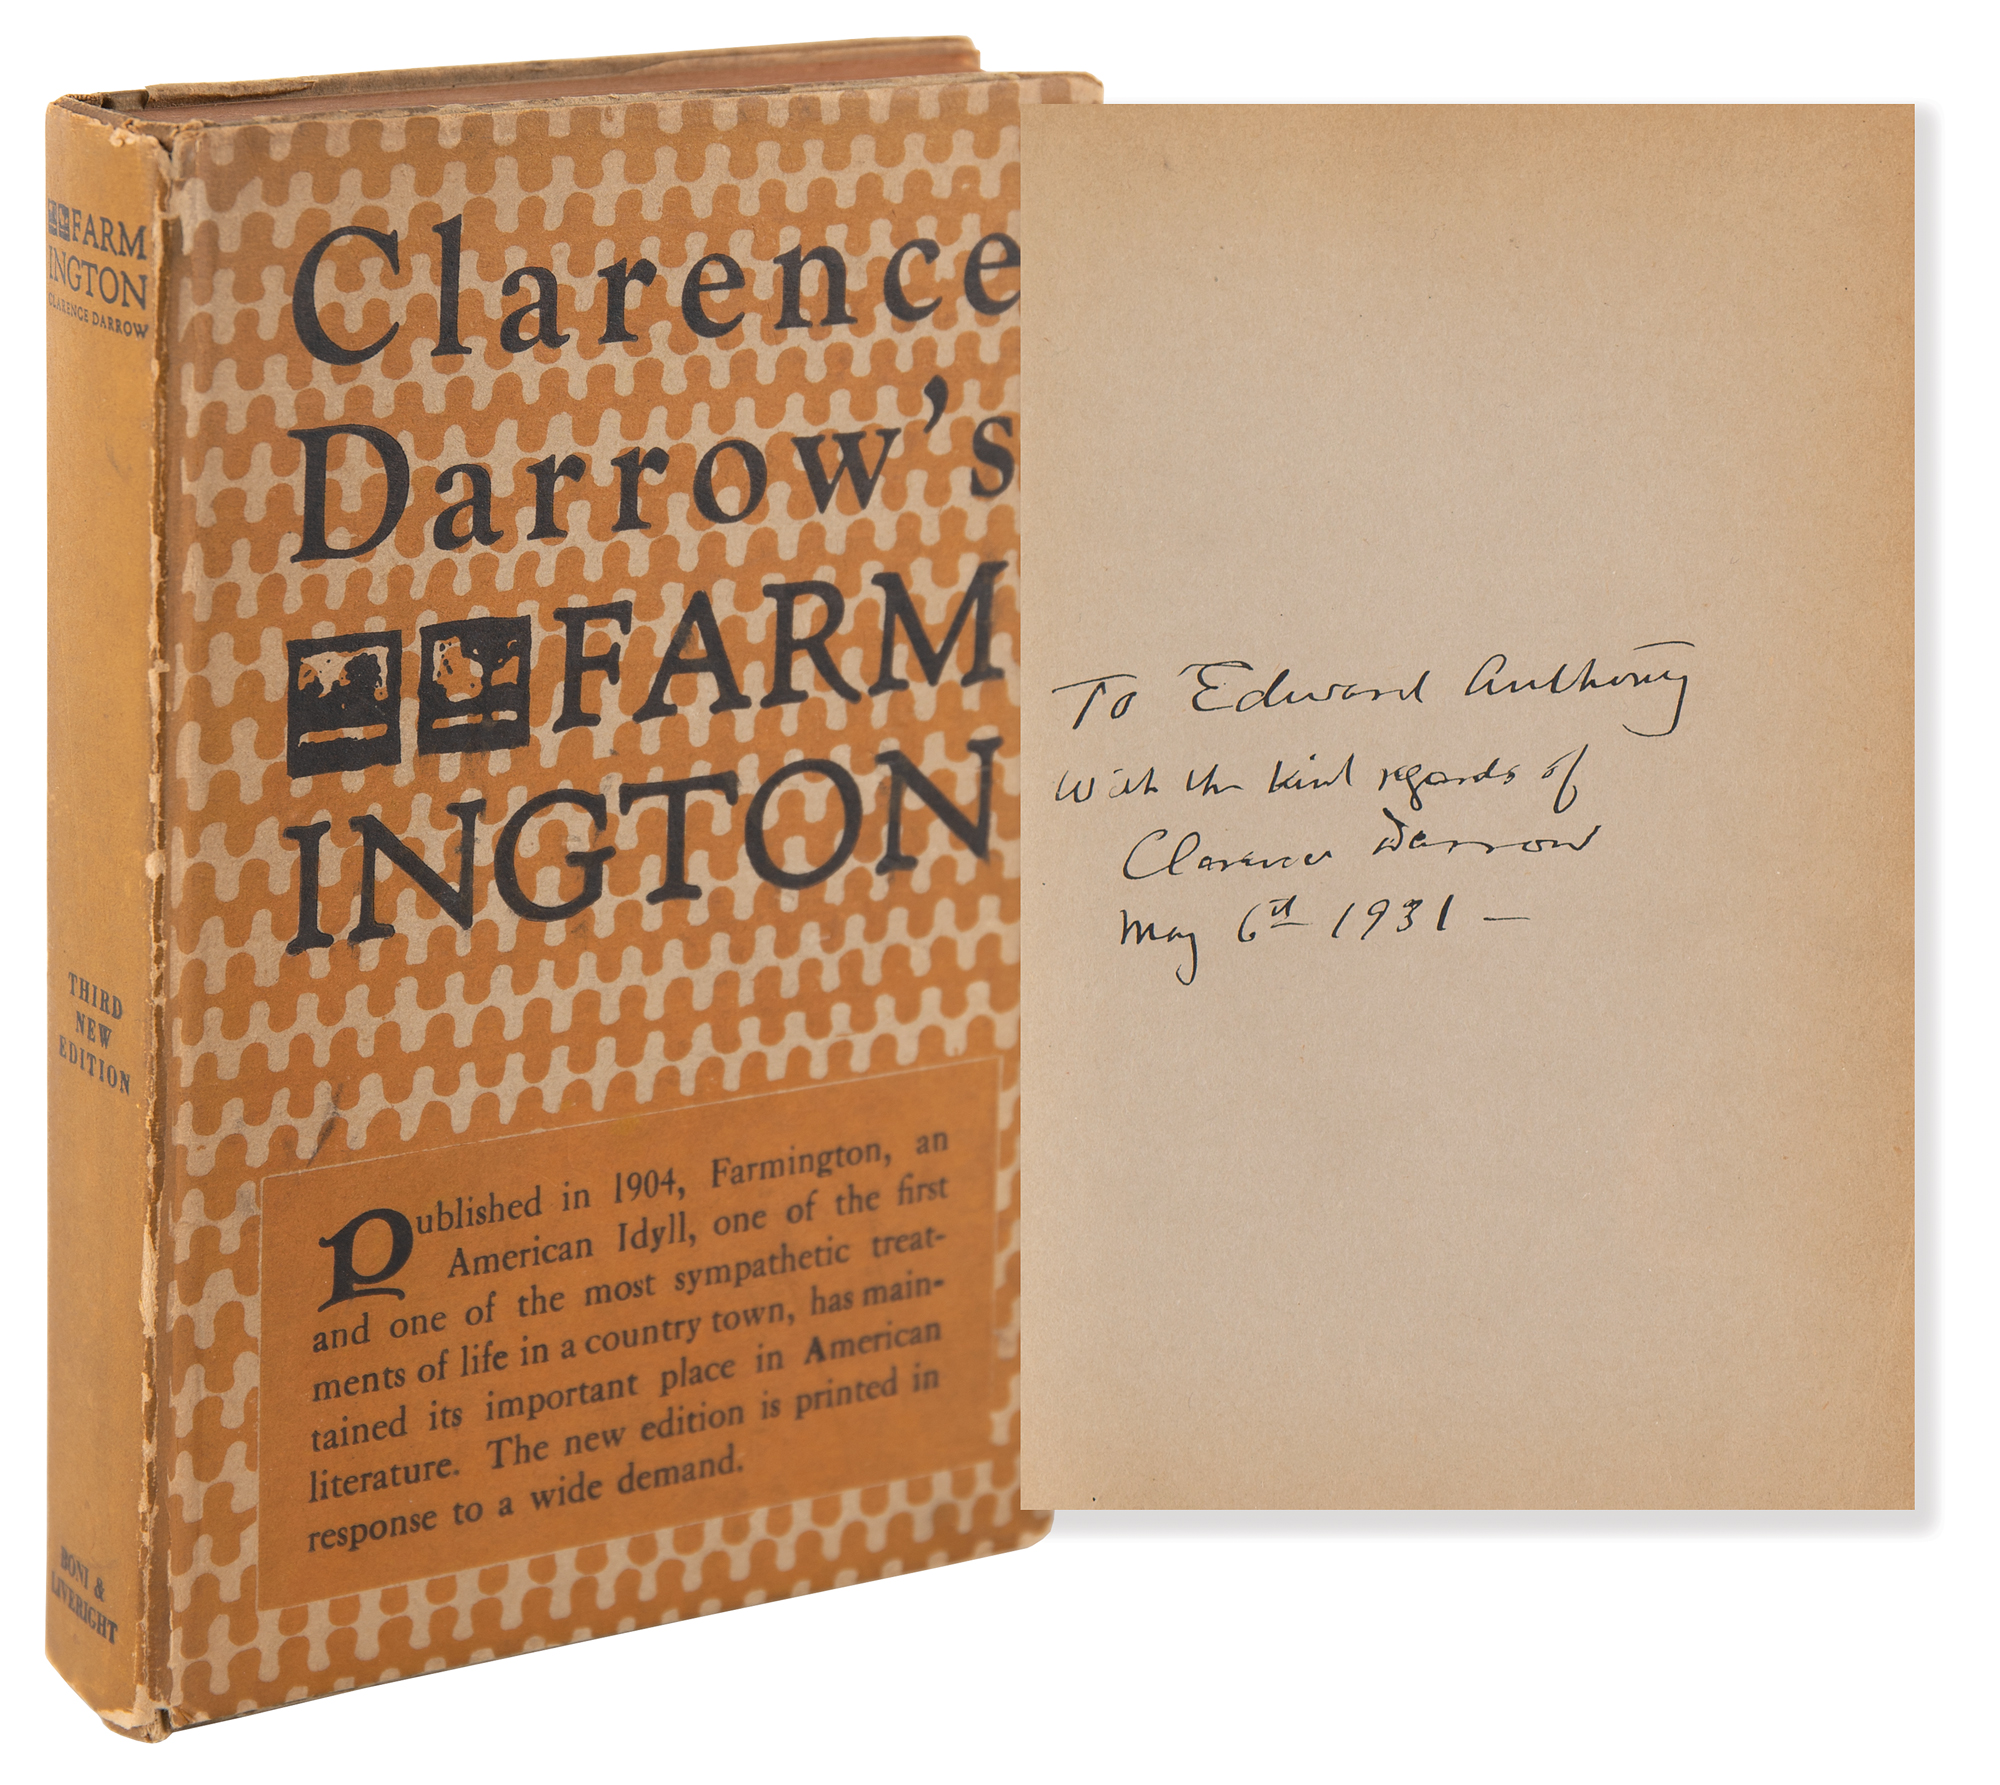 FARM
INGTON
CLARENCE DARROW
THIRD
NEW
EDITION
BONI &
LIVERIGHT
Clarence
Darrow's
FARM
INGTON
Published in 1904, Farmington, an
American Idyll, one of the first
and one of the most sympathetic treat-
ments of life in a country town, has main-
tained its important place in American
literature. The new edition is printed in
response to a wide demand.
To Edward Anthony
With the kind regards of
Clarence Darrow
May 6th 1931 —